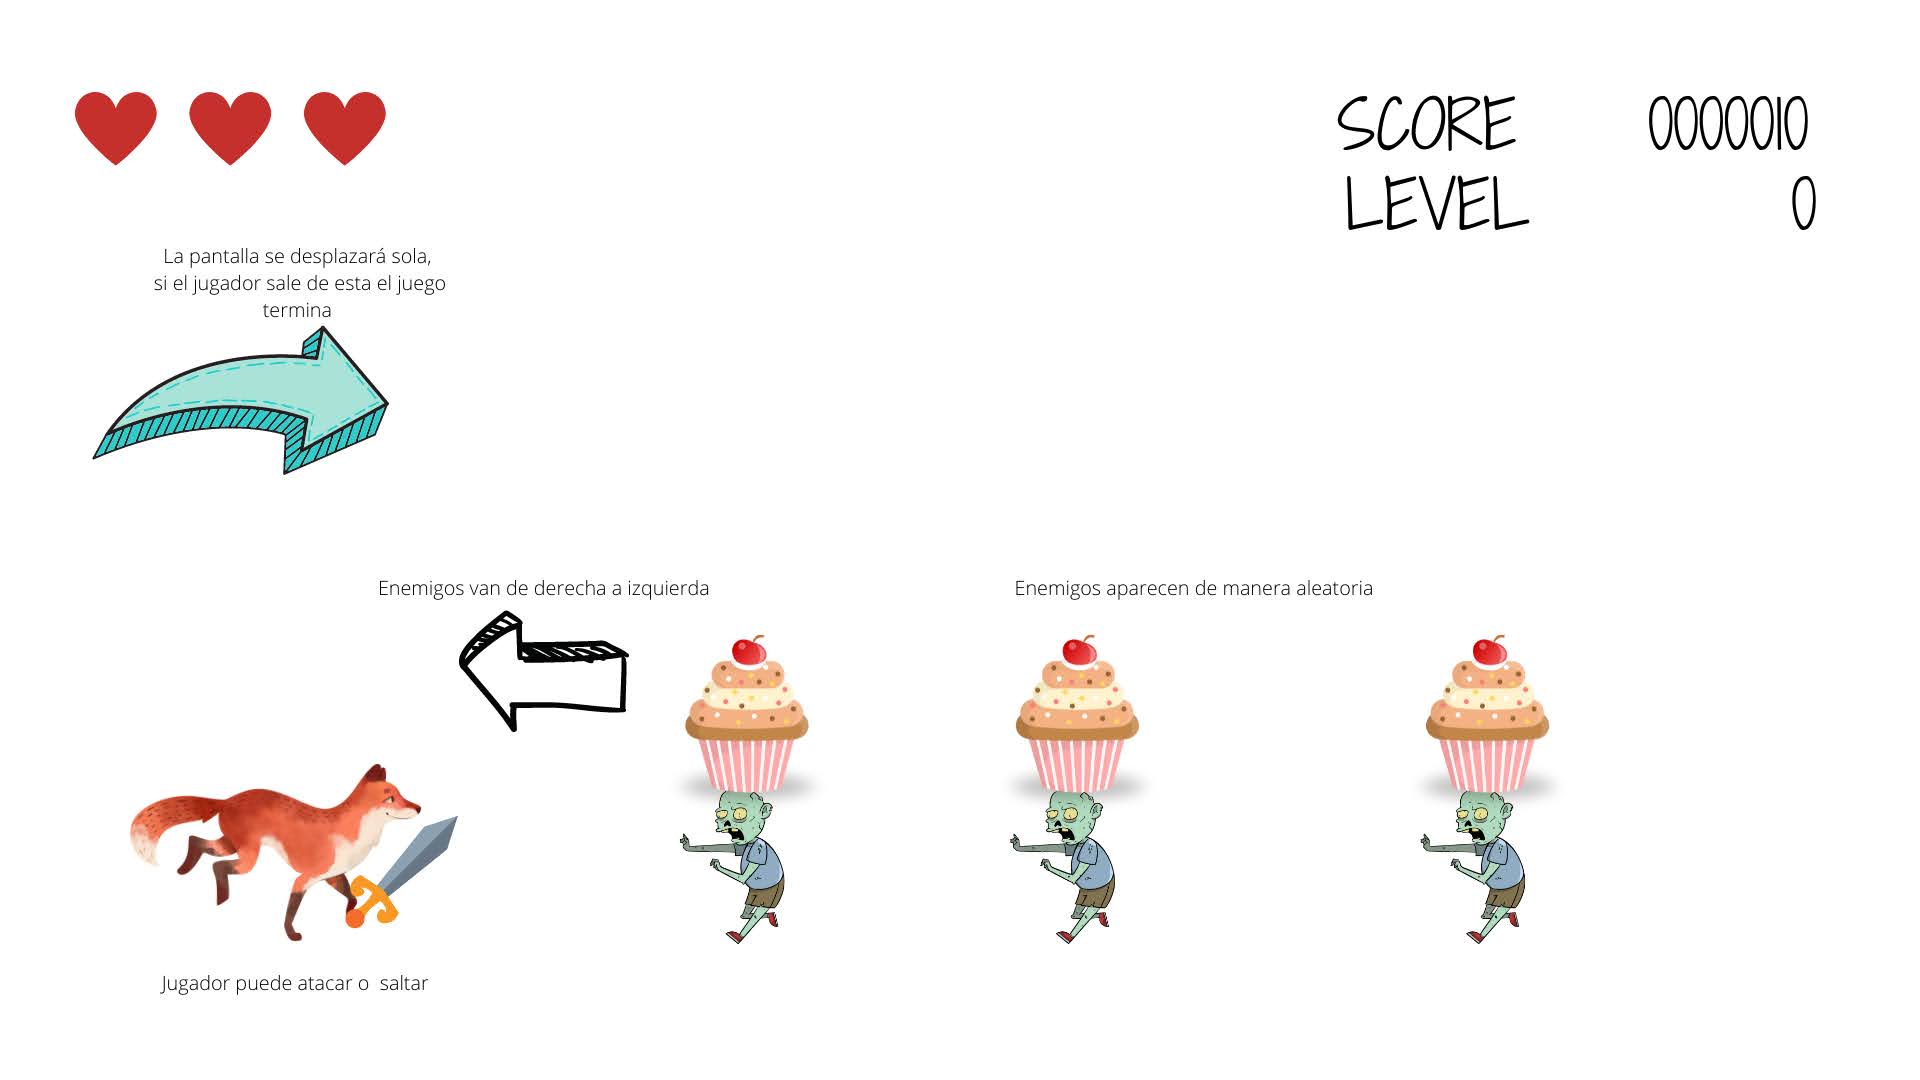 SCORE 0000010
LEVEL 0
La pantalla se desplazará sola,
si el jugador sale de esta el juego
termina
Enemigos van de derecha a izquierda
Enemigos aparecen de manera aleatoria
Jugador puede atacar o  saltar